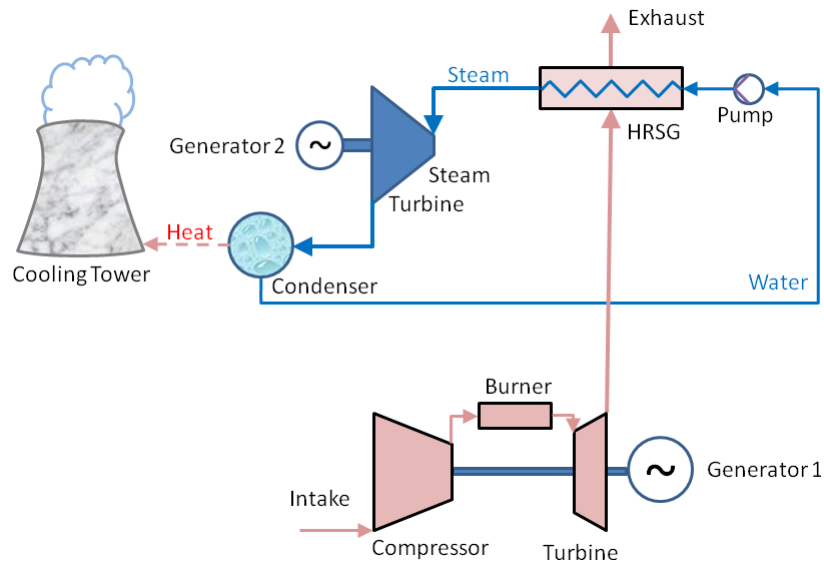 Exhaust
Steam
Pump
HRSG
Generator 2
~
Steam
Turbine
Heat
Cooling Tower
Condenser
Water
Burner
~
Generator 1
Intake
Compressor
Turbine